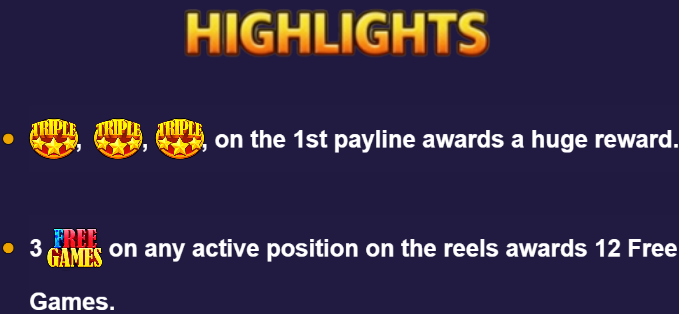 HIGHLIGHTS
TRIPLE, TRIPLE, TRIPLE, on the 1st payline awards a huge reward.
3 FREE GAMES on any active position on the reels awards 12 Free
Games.